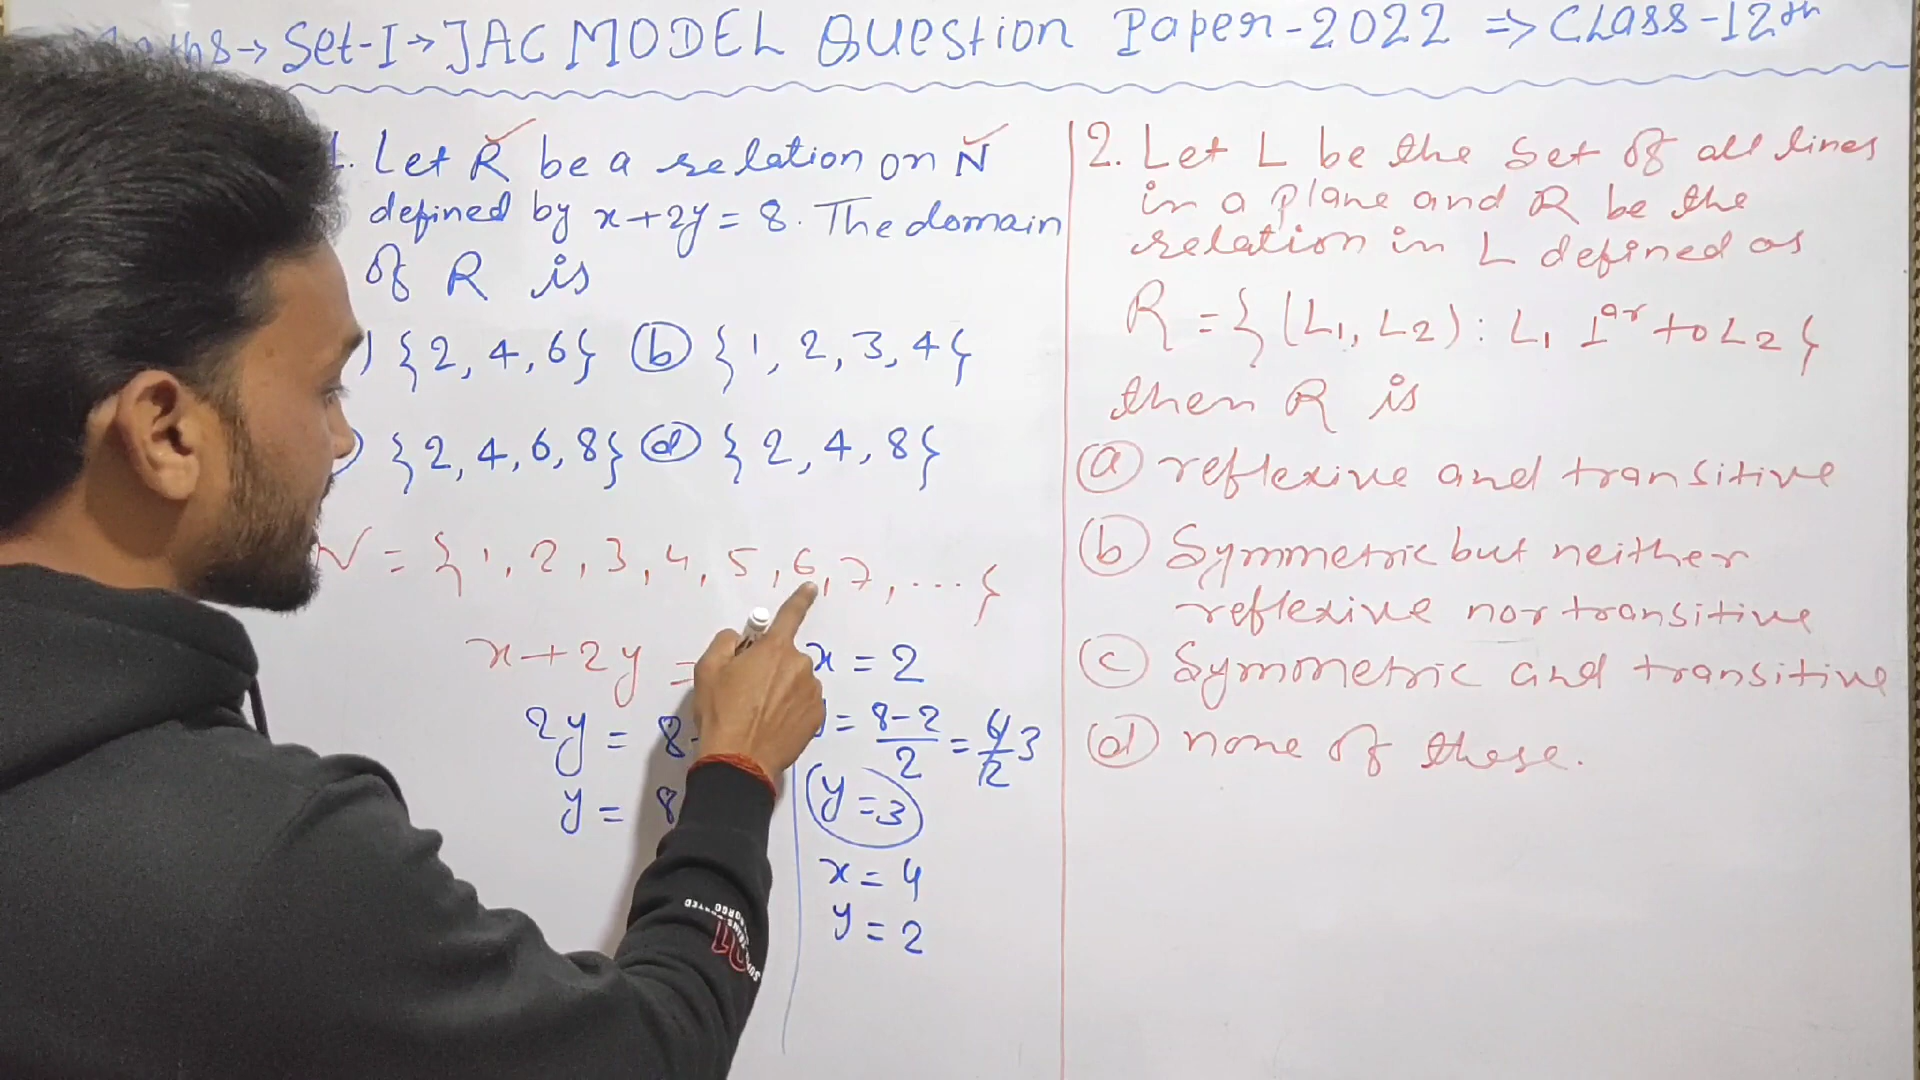 Maths→ Set-I→JAC MODEL Question Paper-2022 ⇒ Class-12th
1. Let R be a relation on N
defined by x+2y = 8. The domain
of R is
) {2, 4, 6} (b) {1, 2, 3, 4}
) {2, 4, 6, 8} (d) {2, 4, 8}
N = {1, 2, 3, 4, 5, 6, 7, ... }
x+2y =
2y = 8-
y = 8
x = 2
= 8-2/2 = 6/2 3
y = 3
x = 4
y = 2
2. Let L be the set of all lines
in a plane and R be the
relation in L defined as
R = {(L1, L2) : L1 ⊥ar to L2}
then R is
(a) reflexive and transitive
(b) Symmetric but neither
reflexive nor transitive
(c) Symmetric and transitive
(d) none of these.